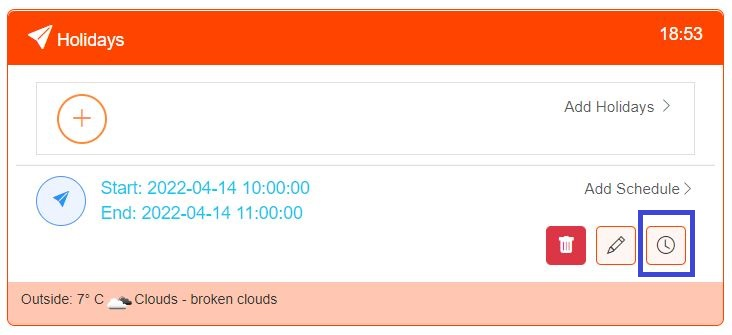 Holidays
18:53
Add Holidays
Start: 2022-04-14 10:00:00
End: 2022-04-14 11:00:00
Add Schedule
Outside: 7° C Clouds - broken clouds